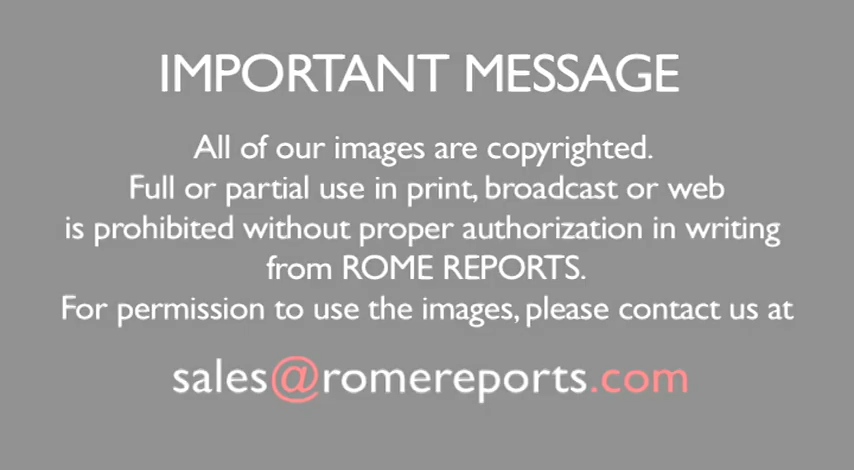 IMPORTANT MESSAGE
All of our images are copyrighted.
Full or partial use in print, broadcast or web
is prohibited without proper authorization in writing
from ROME REPORTS.
For permission to use the images, please contact us at
sales@romereports.com